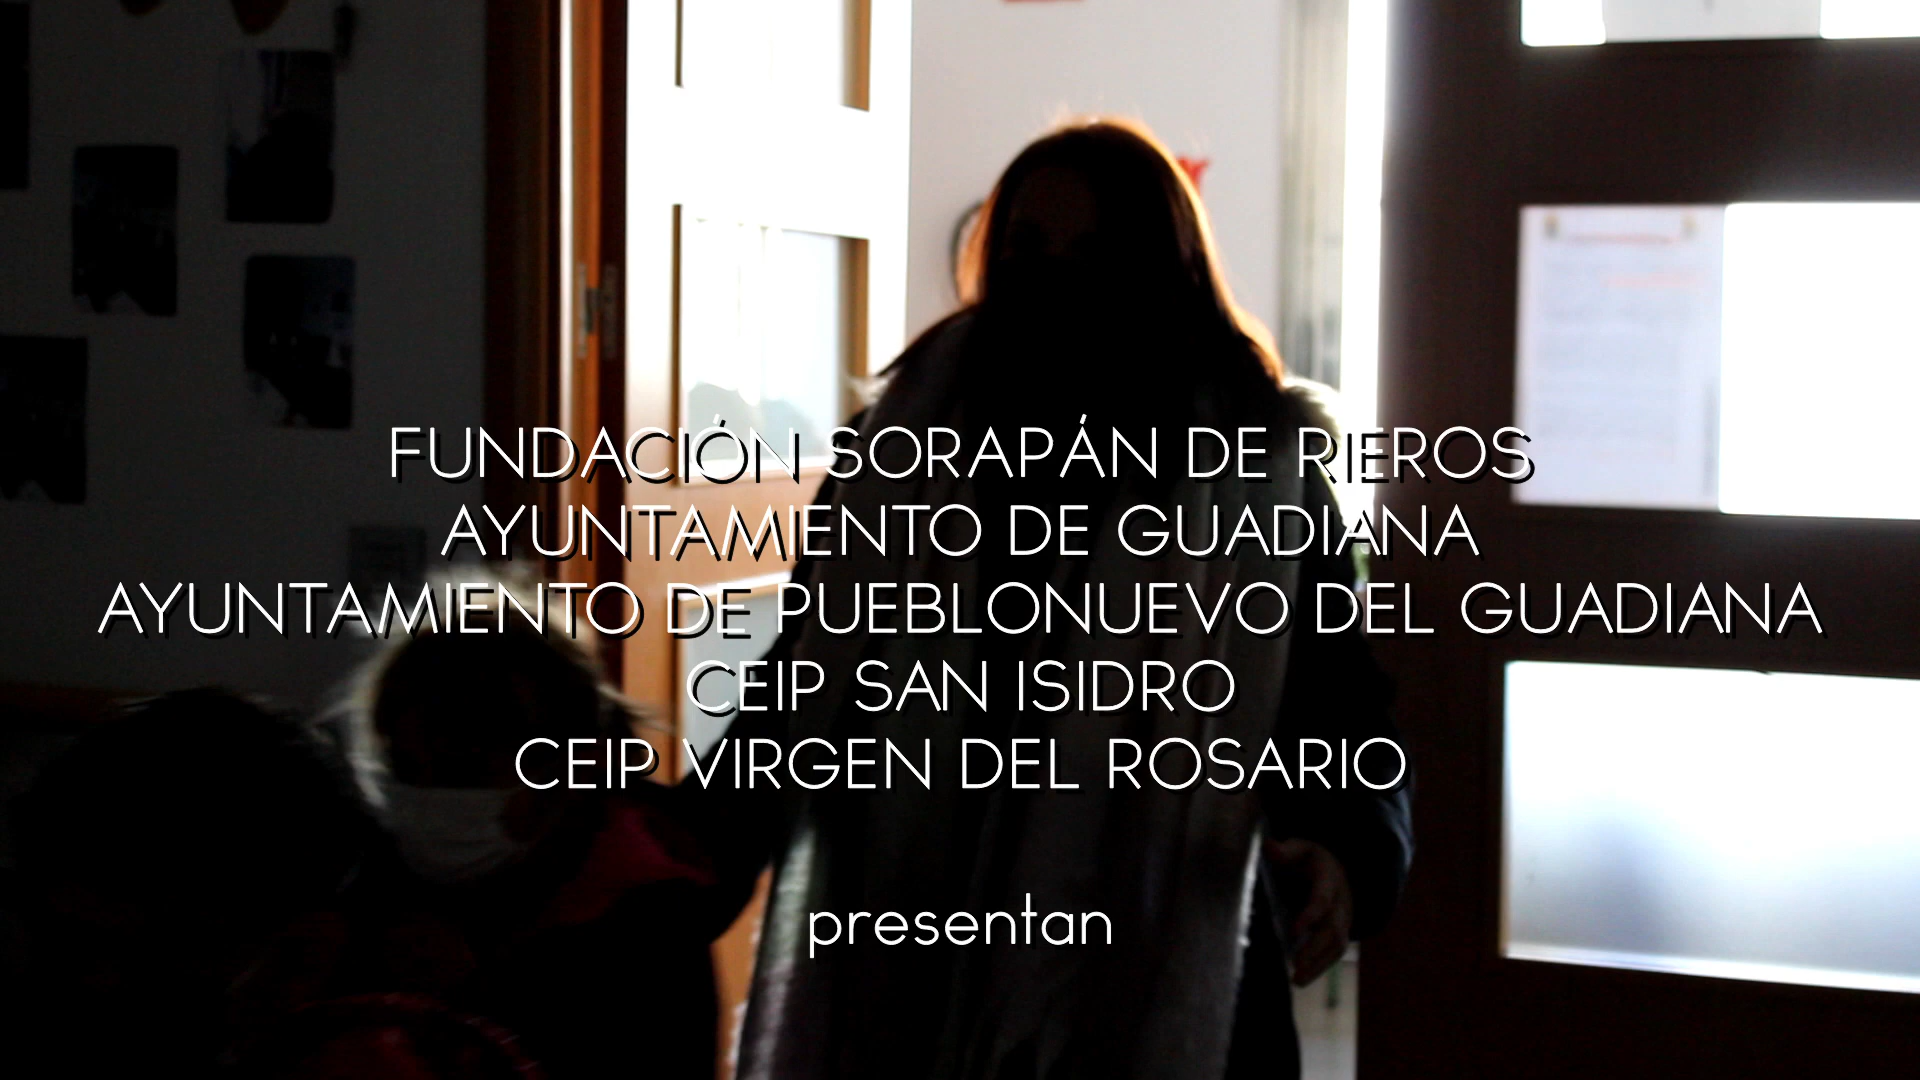 FUNDACIÓN SORAPÁN DE RIEROS
AYUNTAMIENTO DE GUADIANA
AYUNTAMIENTO DE PUEBLONUEVO DEL GUADIANA
CEIP SAN ISIDRO
CEIP VIRGEN DEL ROSARIO
presentan